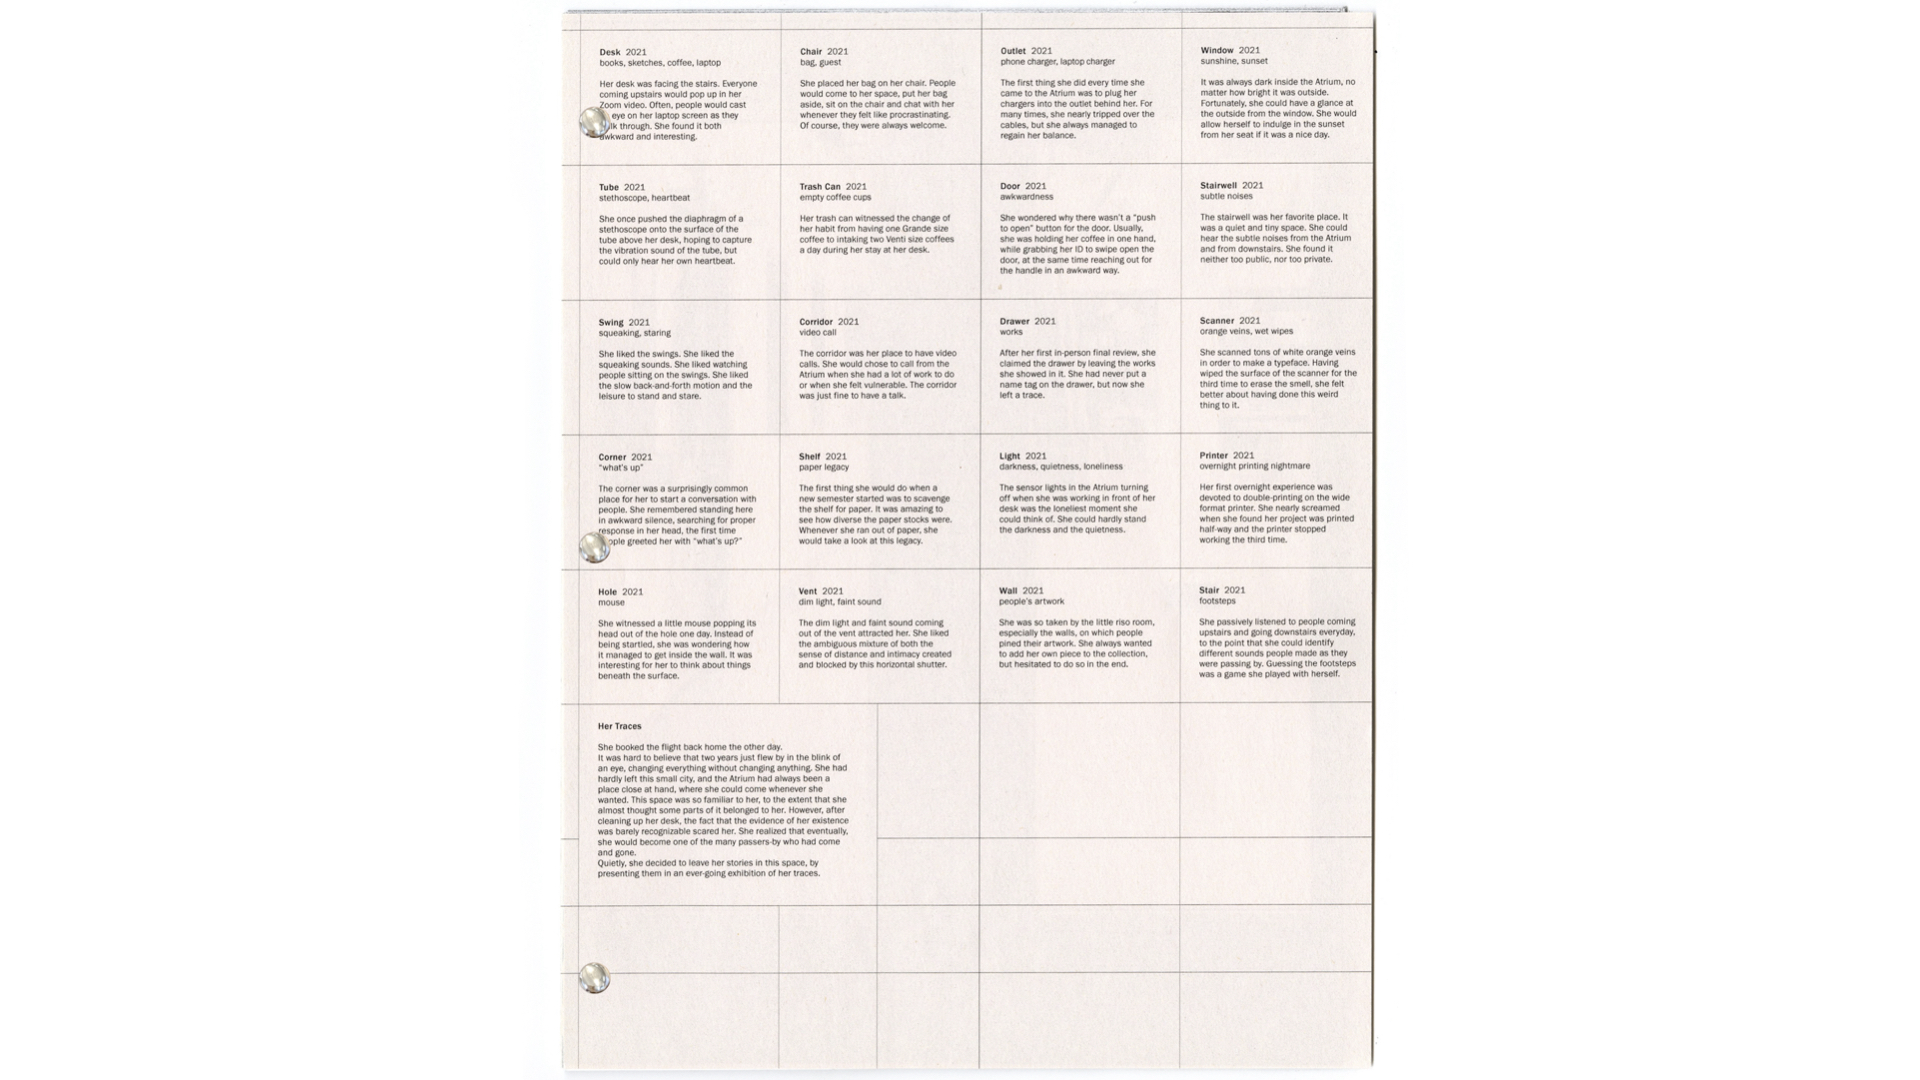 Desk 2021
books, sketches, coffee, laptop
Her desk was facing the stairs. Everyone
coming upstairs would pop up in her
Zoom video. Often, people would cast
eye on her laptop screen as they
through. She found it both
awkward and interesting.
Chair 2021
bag, guest
She placed her bag on her chair. People
would come to her space, put her bag
aside, sit on the chair and chat with her
whenever they felt like procrastinating.
Of course, they were always welcome.
Outlet 2021
phone charger, laptop charger
The first thing she did every time she
came to the Atrium was to plug her
chargers into the outlet behind her. For
many times, she nearly tripped over the
cables, but she always managed to
regain her balance.
Window 2021
sunshine, sunset
It was always dark inside the Atrium, no
matter how bright it was outside.
Fortunately, she could have a glance at
the outside from the window. She would
allow herself to indulge in the sunset
from her seat if it was a nice day.
Tube 2021
stethoscope, heartbeat
She once pushed the diaphragm of a
stethoscope onto the surface of the
tube above her desk, hoping to capture
the vibration sound of the tube, but
could only hear her own heartbeat.
Trash Can 2021
empty coffee cups
Her trash can witnessed the change of
her habit from having one Grande size
coffee to intaking two Venti size coffees
a day during her stay at her desk.
Door 2021
awkwardness
She wondered why there wasn't a "push
to open" button for the door. Usually,
she was holding her coffee in one hand,
while grabbing her ID to swipe open the
door, at the same time reaching out for
the handle in an awkward way.
Stairwell 2021
subtle noises
The stairwell was her favorite place. It
was a quiet and tiny space. She could
hear the subtle noises from the Atrium
and from downstairs. She found it
neither too public, nor too private.
Swing 2021
squeaking, staring
She liked the swings. She liked the
squeaking sounds. She liked watching
people sitting on the swings. She liked
the slow back-and-forth motion and the
leisure to stand and stare.
Corridor 2021
video call
The corridor was her place to have video
calls. She would chose to call from the
Atrium when she had a lot of work to do
or when she felt vulnerable. The corridor
was just fine to have a talk.
Drawer 2021
works
After her first in-person final review, she
claimed the drawer by leaving the works
she showed in it. She had never put a
name tag on the drawer, but now she
left a trace.
Scanner 2021
orange veins, wet wipes
She scanned tons of white orange veins
in order to make a typeface. Having
wiped the surface of the scanner for the
third time to erase the smell, she felt
better about having done this weird
thing to it.
Corner 2021
"what's up"
The corner was a surprisingly common
place for her to start a conversation with
people. She remembered standing here
in awkward silence, searching for proper
response in her head, the first time
ople greeted her with "what's up?"
Shelf 2021
paper legacy
The first thing she would do when a
new semester started was to scavenge
the shelf for paper. It was amazing to
see how diverse the paper stocks were.
Whenever she ran out of paper, she
would take a look at this legacy.
Light 2021
darkness, quietness, loneliness
The sensor lights in the Atrium turning
off when she was working in front of her
desk was the loneliest moment she
could think of. She could hardly stand
the darkness and the quietness.
Printer 2021
overnight printing nightmare
Her first overnight experience was
devoted to double-printing on the wide
format printer. She nearly screamed
when she found her project was printed
half-way and the printer stopped
working the third time.
Hole 2021
mouse
She witnessed a little mouse popping its
head out of the hole one day. Instead of
being startled, she was wondering how
it managed to get inside the wall. It was
interesting for her to think about things
beneath the surface.
Vent 2021
dim light, faint sound
The dim light and faint sound coming
out of the vent attracted her. She liked
the ambiguous mixture of both the
sense of distance and intimacy created
and blocked by this horizontal shutter.
Wall 2021
people's artwork
She was so taken by the little riso room,
especially the walls, on which people
pined their artwork. She always wanted
to add her own piece to the collection,
but hesitated to do so in the end.
Stair 2021
footsteps
She passively listened to people coming
upstairs and going downstairs everyday,
to the point that she could identify
different sounds people made as they
were passing by. Guessing the footsteps
was a game she played with herself.
Her Traces
She booked the flight back home the other day.
It was hard to believe that two years just flew by in the blink of
an eye, changing everything without changing anything. She had
hardly left this small city, and the Atrium had always been a
place close at hand, where she could come whenever she
wanted. This space was so familiar to her, to the extent that she
almost thought some parts of it belonged to her. However, after
cleaning up her desk, the fact that the evidence of her existence
was barely recognizable scared her. She realized that eventually,
she would become one of the many passers-by who had come
and gone.
Quietly, she decided to leave her stories in this space, by
presenting them in an ever-going exhibition of her traces.